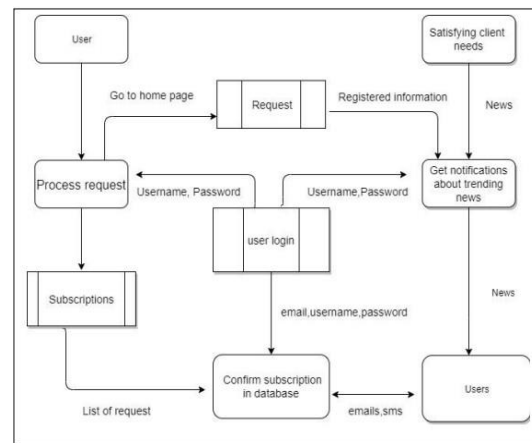 User
Satisfying client
needs
Go to home page
Request
Registered information
News
Process request
Username, Password
Username,Password
Get notifications
about trending
news
user login
Subscriptions
News
email,username,password
Confirm subscription
in database
Users
List of request
emails,sms